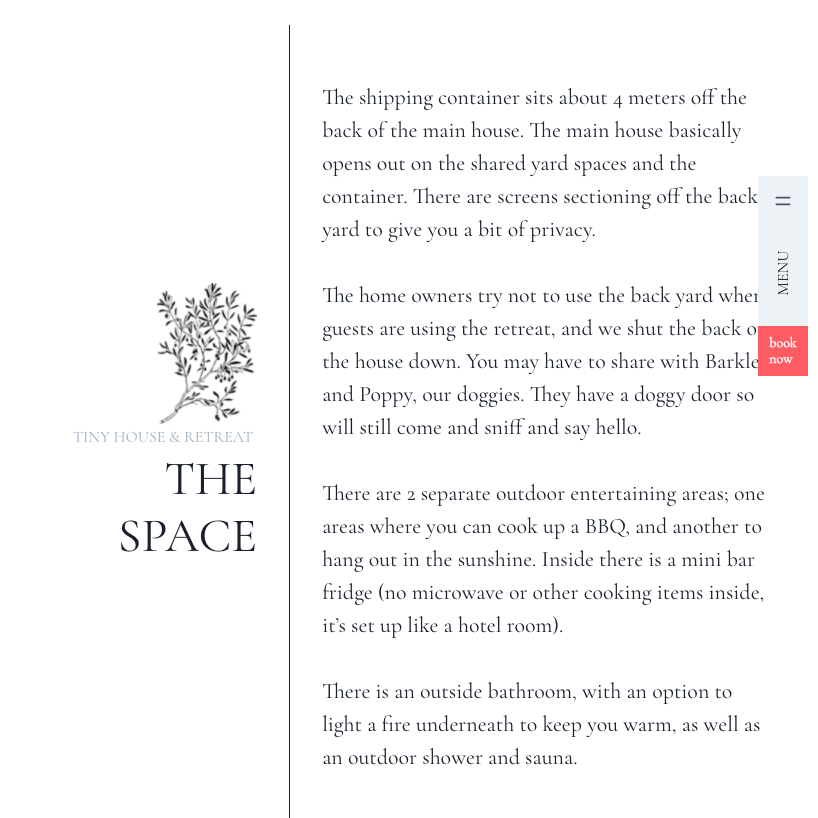 TINY HOUSE & RETREAT
THE
SPACE
The shipping container sits about 4 meters off the
back of the main house. The main house basically
opens out on the shared yard spaces and the
container. There are screens sectioning off the back
yard to give you a bit of privacy.
The home owners try not to use the back yard when
guests are using the retreat, and we shut the back
the house down. You may have to share with
and Poppy, our doggies. They have a doggy door so
will still come and sniff and say hello.
There are 2 separate outdoor entertaining areas; one
areas where you can cook up a BBQ, and another to
hang out in the sunshine. Inside there is a mini bar
fridge (no microwave or other cooking items inside,
it's set up like a hotel room).
There is an outside bathroom, with an option to
light a fire underneath to keep you warm, as well as
an outdoor shower and sauna.
MENU
book
now